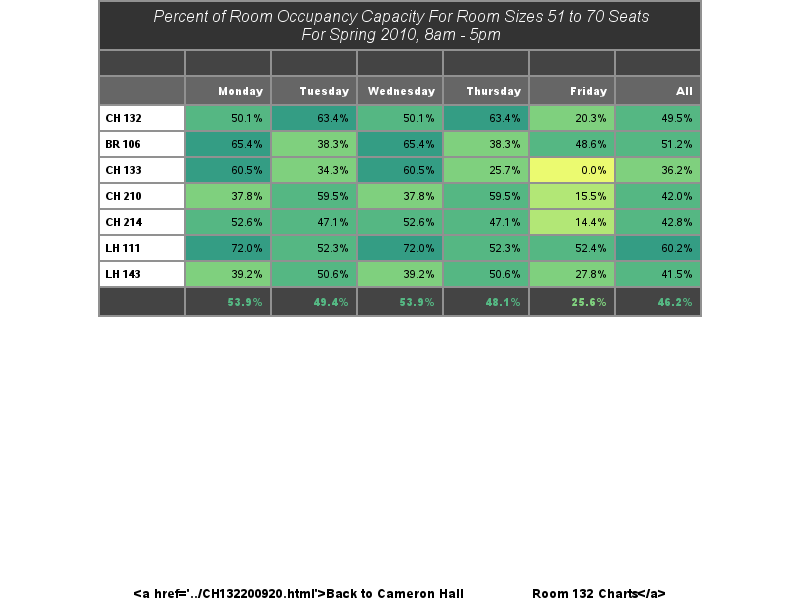 Percent of Room Occupancy Capacity For Room Sizes 51 to 70 Seats
For Spring 2010, 8am - 5pm
Monday Tuesday Wednesday Thursday Friday All
CH 132 50.1% 63.4% 50.1% 63.4% 20.3% 49.5%
BR 106 65.4% 38.3% 65.4% 38.3% 48.6% 51.2%
CH 133 60.5% 34.3% 60.5% 25.7% 0.0% 36.2%
CH 210 37.8% 59.5% 37.8% 59.5% 15.5% 42.0%
CH 214 52.6% 47.1% 52.6% 47.1% 14.4% 42.8%
LH 111 72.0% 52.3% 72.0% 52.3% 52.4% 60.2%
LH 143 39.2% 50.6% 39.2% 50.6% 27.8% 41.5%
53.9% 49.4% 53.9% 48.1% 25.6% 46.2%
<a href='../CH132200920.html'>Back to Cameron Hall Room 132 Charts</a>